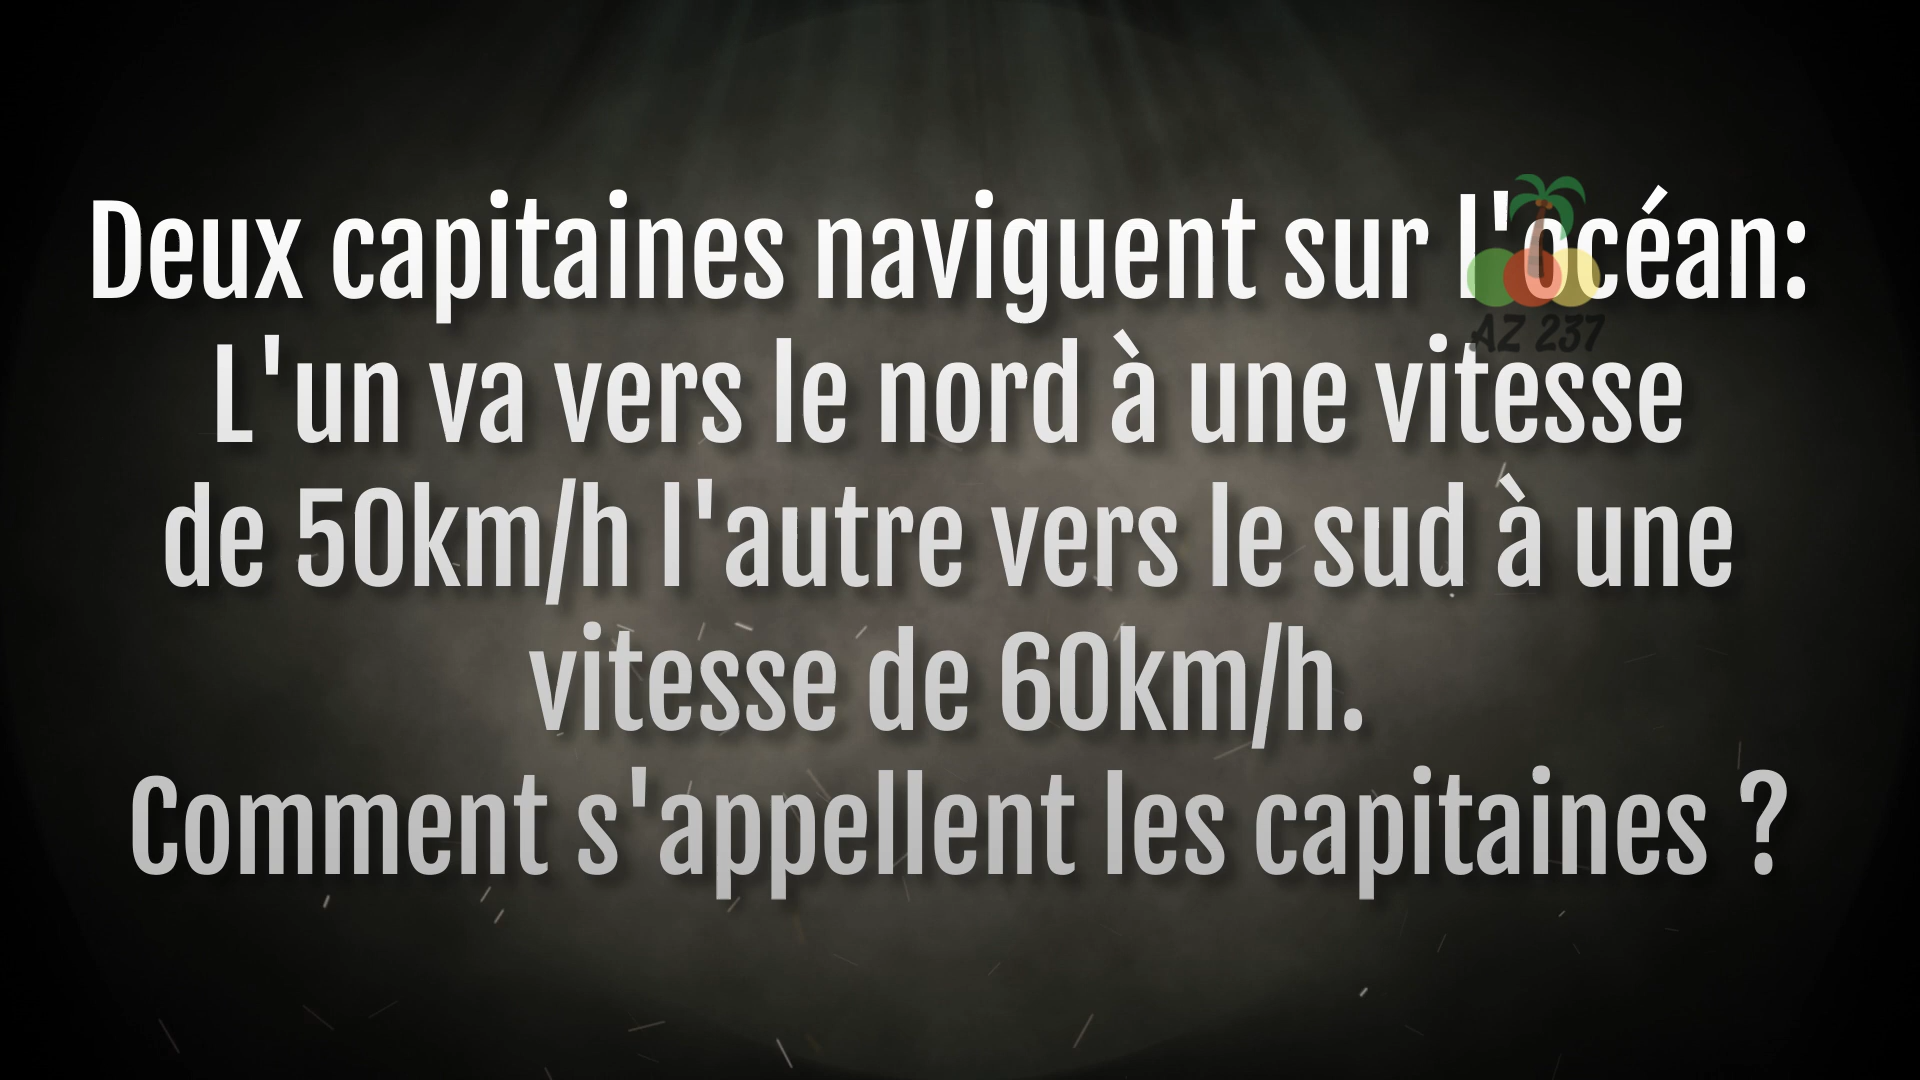 Deux capitaines naviguent sur l'océan:
L'un va vers le nord à une vitesse
de 50km/h l'autre vers le sud à une
vitesse de 60km/h.
Comment s'appellent les capitaines ?
AZ 237